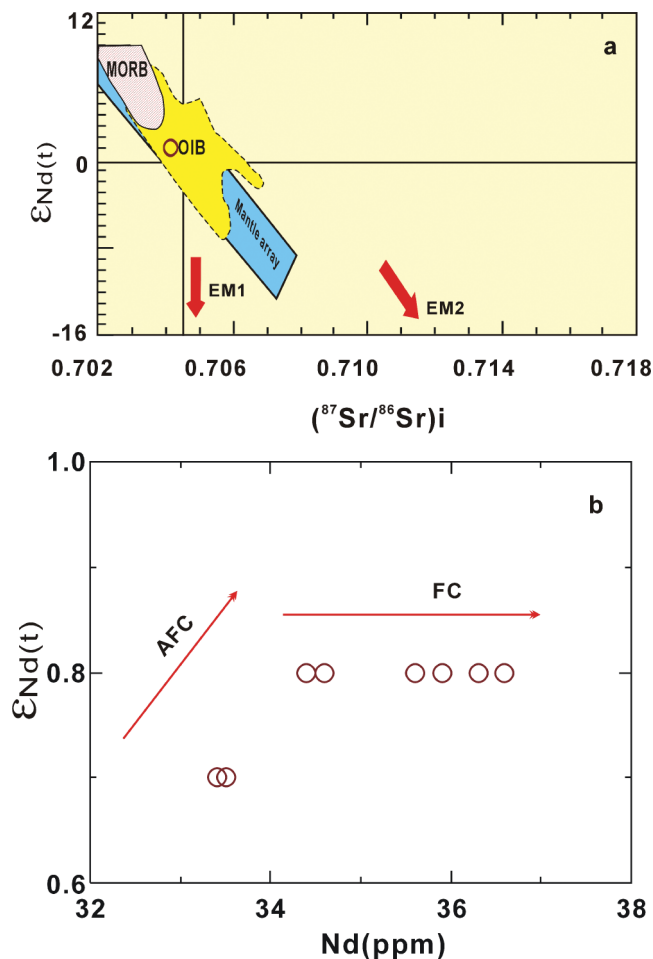 a
12
MORB
OIB
0
εNd(t)
Mantle array
EM1
EM2
-16
0.702
0.706
0.710
0.714
0.718
(⁸⁷Sr/⁸⁶Sr)i
1.0
b
FC
AFC
εNd(t)
0.8
0.6
32
34
36
38
Nd(ppm)